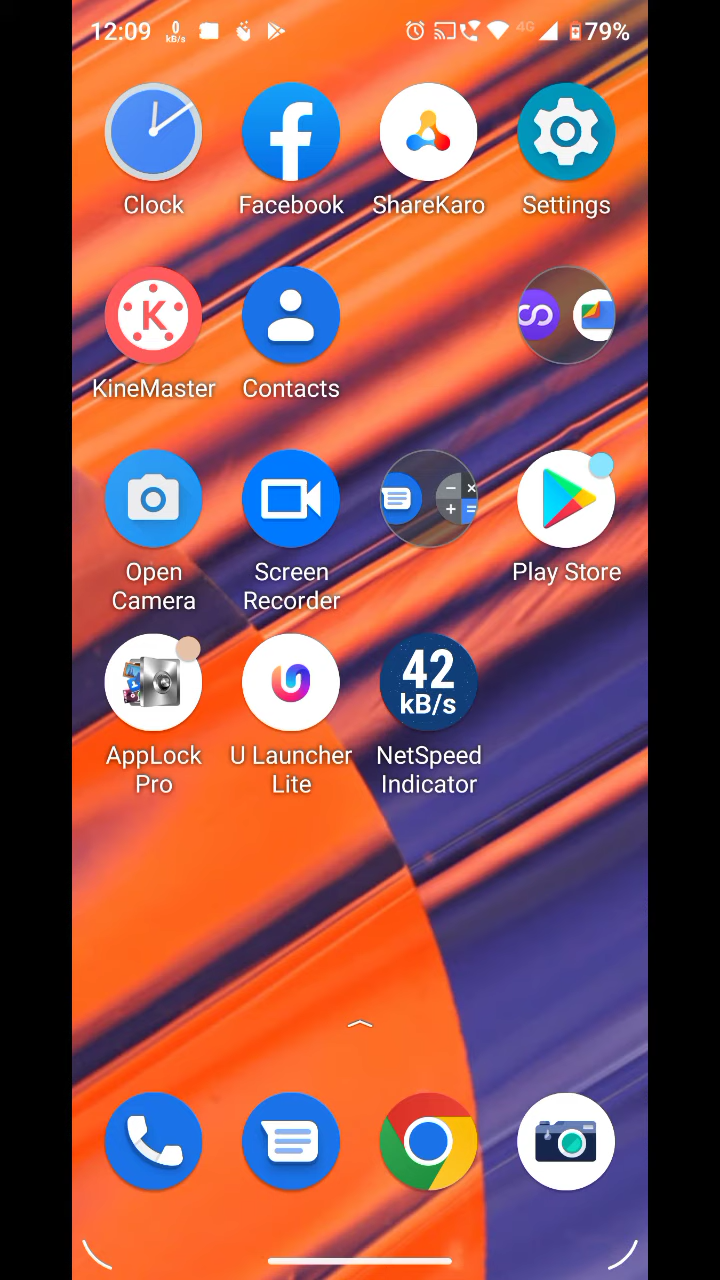 12:09 0 kB/s 4G 79%
Clock Facebook ShareKaro Settings
K
KineMaster Contacts
Open Camera Screen Recorder Play Store
42 kB/s
AppLock Pro U Launcher Lite NetSpeed Indicator